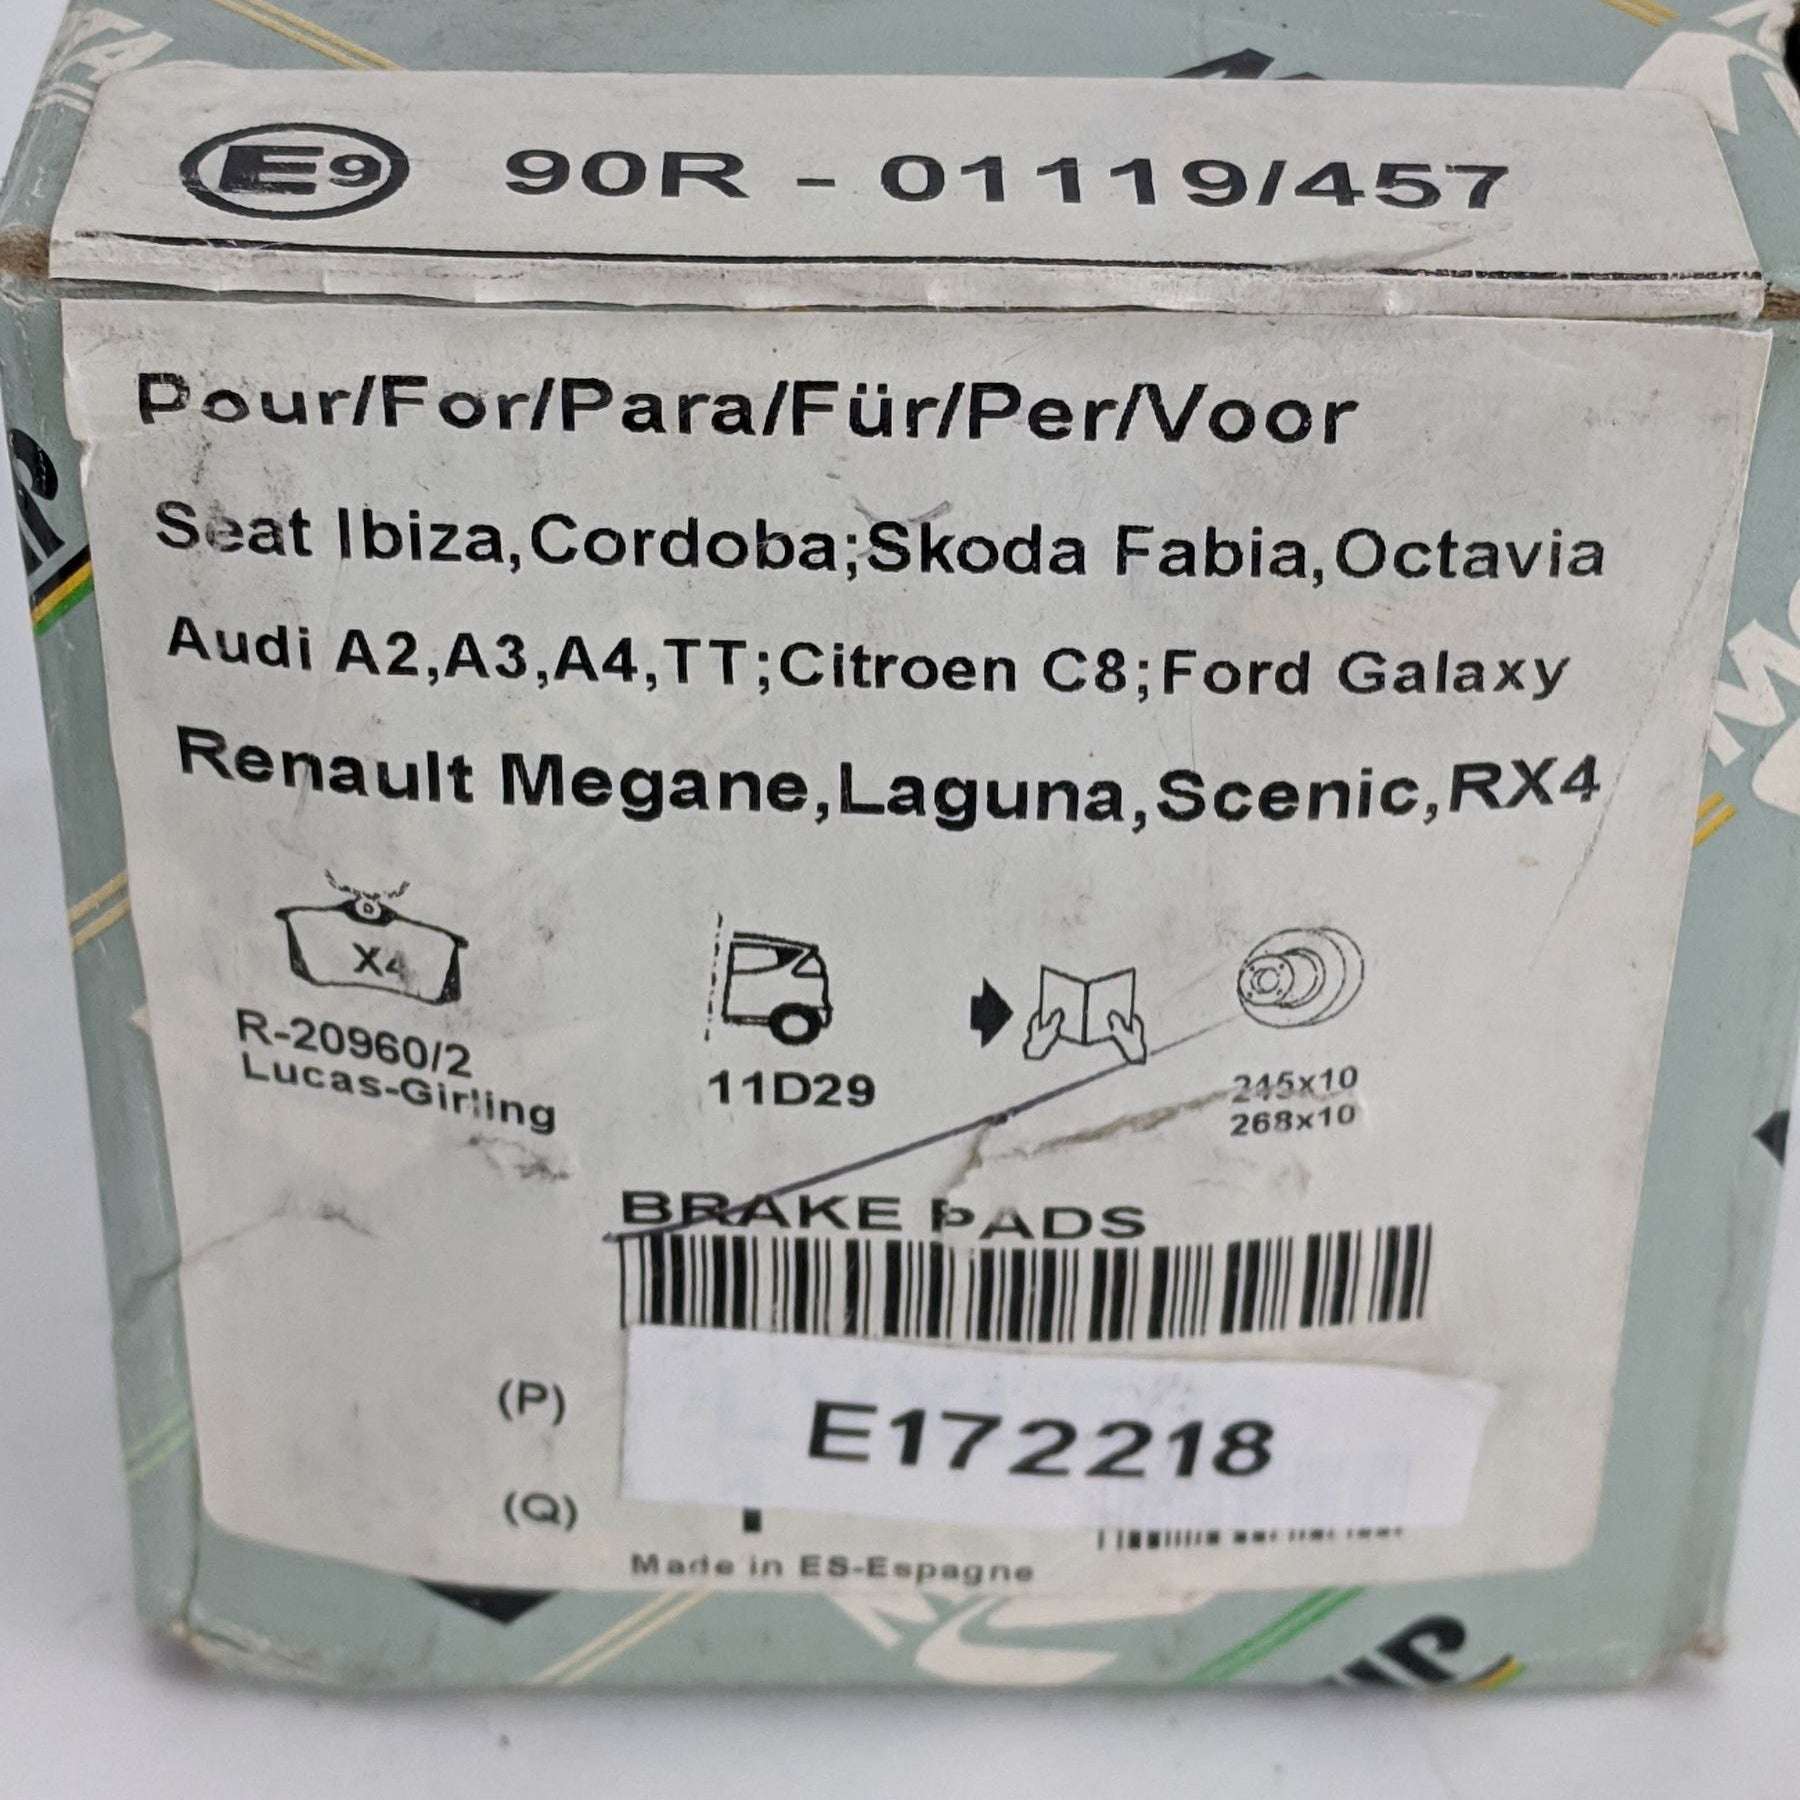 E9 90R - 01119/457
Pour/For/Para/Für/Per/Voor
Seat Ibiza,Cordoba;Skoda Fabia,Octavia
Audi A2,A3,A4,TT;Citroen C8;Ford Galaxy
Renault Megane,Laguna,Scenic,RX4
X4
R-20960/2
Lucas-Girling
11D29
245x10
268x10
BRAKE PADS
(P)
E172218
(Q)
Made in ES-Espagne